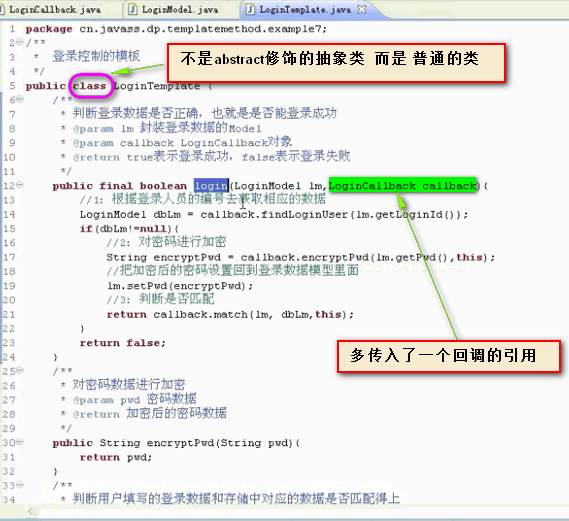 LoginCallback.java LoginModel.java LoginTemplate.java
1 package cn.javass.dp.templatemethod.example7;
2 /**
3 * 登录控制的模板
4 */
不是abstract修饰的抽象类 而是 普通的类
5 public class LoginTemplate {
6 /**
7 * 判断登录数据是否正确，也就是是否能登录成功
8 * @param lm 封装登录数据的Model
9 * @param callback LoginCallback对象
10 * @return true表示登录成功，false表示登录失败
11 */
12 public final boolean login(LoginModel lm,LoginCallback callback){
13 //1：根据登录人员的编号去获取相应的数据
14 LoginModel dbLm = callback.findLoginUser(lm.getLoginId());
15 if(dbLm!=null){
16 //2：对密码进行加密
17 String encryptPwd = callback.encryptPwd(lm.getPwd(),this);
18 //把加密后的密码设置回到登录数据模型里面
19 lm.setPwd(encryptPwd);
20 //3：判断是否匹配
21 return callback.match(lm, dbLm,this);
22 }
23 return false;
多传入了一个回调的引用
24 }
25 /**
26 * 对密码数据进行加密
27 * @param pwd 密码数据
28 * @return 加密后的密码数据
29 */
30 public String encryptPwd(String pwd){
31 return pwd;
32 }
33 /**
34 * 判断用户填写的登录数据和存储中对应的数据是否匹配得上